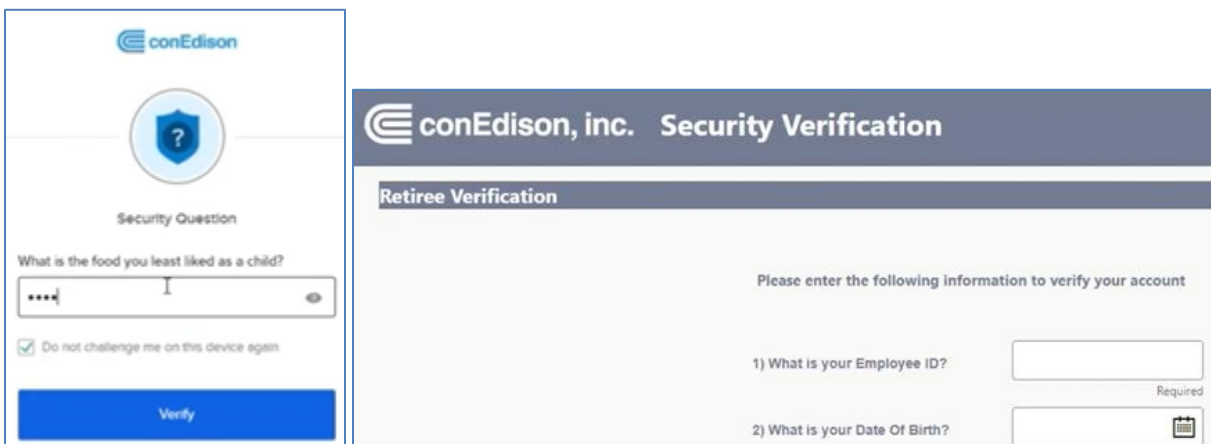 conEdison
?
Security Question
What is the food you least liked as a child?
••••
Do not challenge me on this device again
Verify
conEdison, inc. Security Verification
Retiree Verification
Please enter the following information to verify your account
1) What is your Employee ID?
Required
2) What is your Date Of Birth?